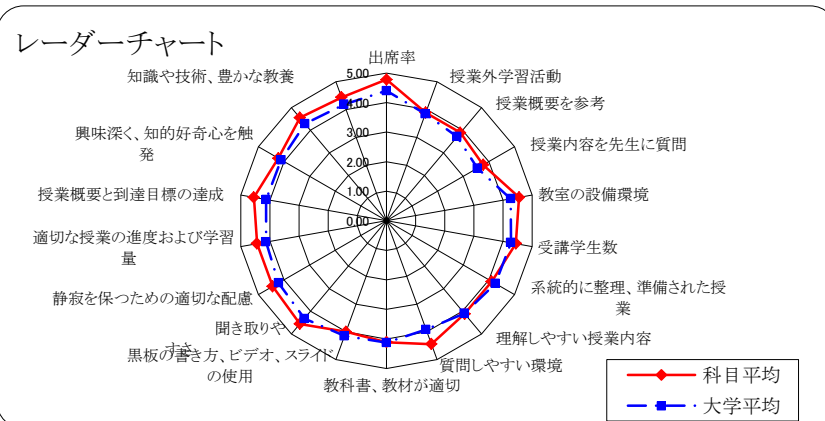 レーダーチャート
出席率
授業外学習活動
授業概要を参考
授業内容を先生に質問
教室の設備環境
受講学生数
系統的に整理、準備された授
業
理解しやすい授業内容
質問しやすい環境
教科書、教材が適切
黒板の書き方、ビデオ、スライド
の使用
聞き取りや
すさ
静寂を保つための適切な配慮
適切な授業の進度および学習
量
授業概要と到達目標の達成
興味深く、知的好奇心を触
発
知識や技術、豊かな教養
5.00
4.00
3.00
2.00
1.00
0.00
科目平均
大学平均